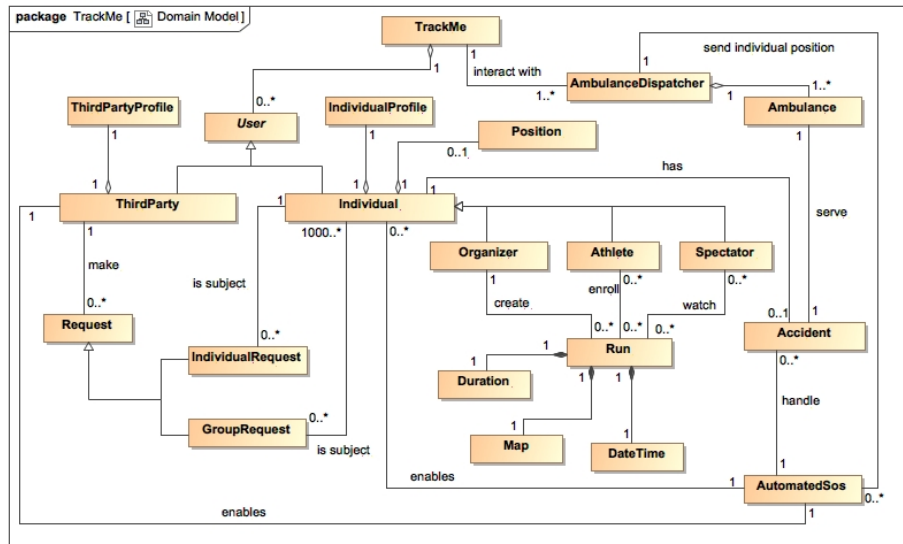 package TrackMe [ Domain Model ]
TrackMe
1
1
send individual position
1
interact with
AmbulanceDispatcher
1..*
1
1..*
Ambulance
1
ThirdPartyProfile
1
0..*
User
IndividualProfile
1
Position
0..1
has
1
1
1
1
ThirdParty
1
1
Individual
1
1000..*
0..*
serve
make
Organizer
1
Athlete
0..*
Spectator
0..*
is subject
create
enroll
watch
0..*
Request
0..*
0..*
0..*
0..*
0..1
1
Accident
0..*
IndividualRequest
1
Run
Duration
1
1
1
0..*
GroupRequest
is subject
handle
1
Map
1
DateTime
enables
1
1
AutomatedSos
0..*
enables
1